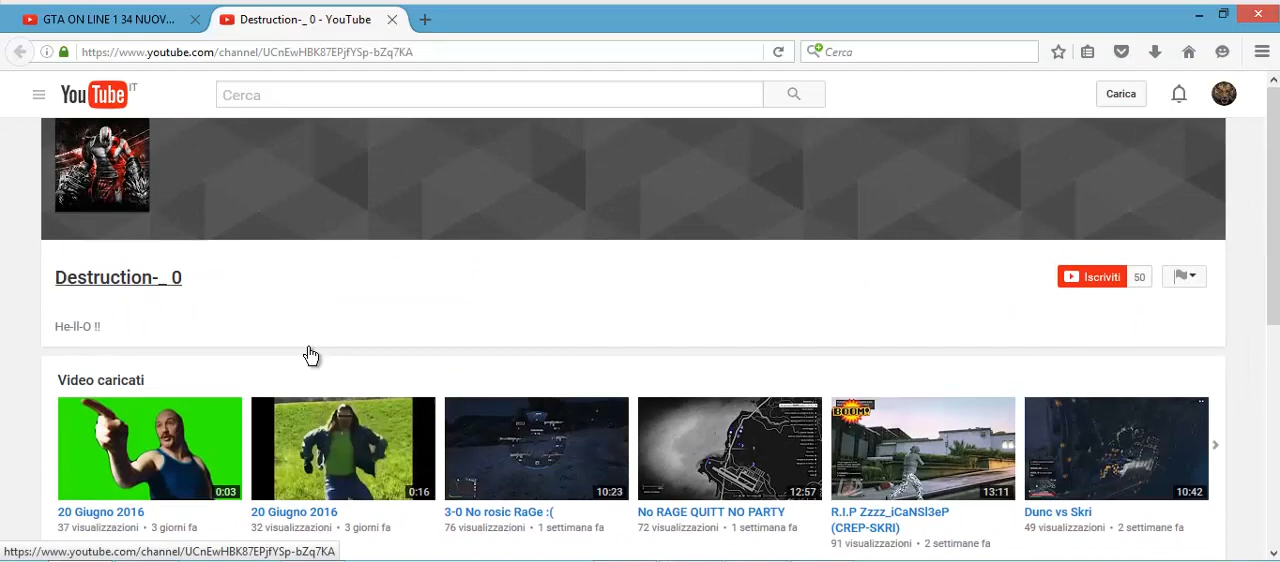 GTA ON LINE 1 34 NUOV...
Destruction-_ 0 - YouTube
https://www.youtube.com/channel/UCnEwHBK87EPjfYSp-bZq7KA
Cerca
YouTube IT
Cerca
Carica
Destruction-_ 0
Iscriviti 50
He-ll-O !!
Video caricati
BOOM!
0:03
0:16
10:23
12:57
13:11
10:42
20 Giugno 2016
20 Giugno 2016
3-0 No rosic RaGe :(
No RAGE QUITT NO PARTY
R.I.P Zzzz_iCaNSl3eP
(CREP-SKRI)
Dunc vs Skri
37 visualizzazioni • 3 giorni fa
32 visualizzazioni • 3 giorni fa
76 visualizzazioni • 1 settimana fa
72 visualizzazioni • 1 settimana fa
91 visualizzazioni • 2 settimane fa
49 visualizzazioni • 2 settimane fa
https://www.youtube.com/channel/UCnEwHBK87EPjfYSp-bZq7KA